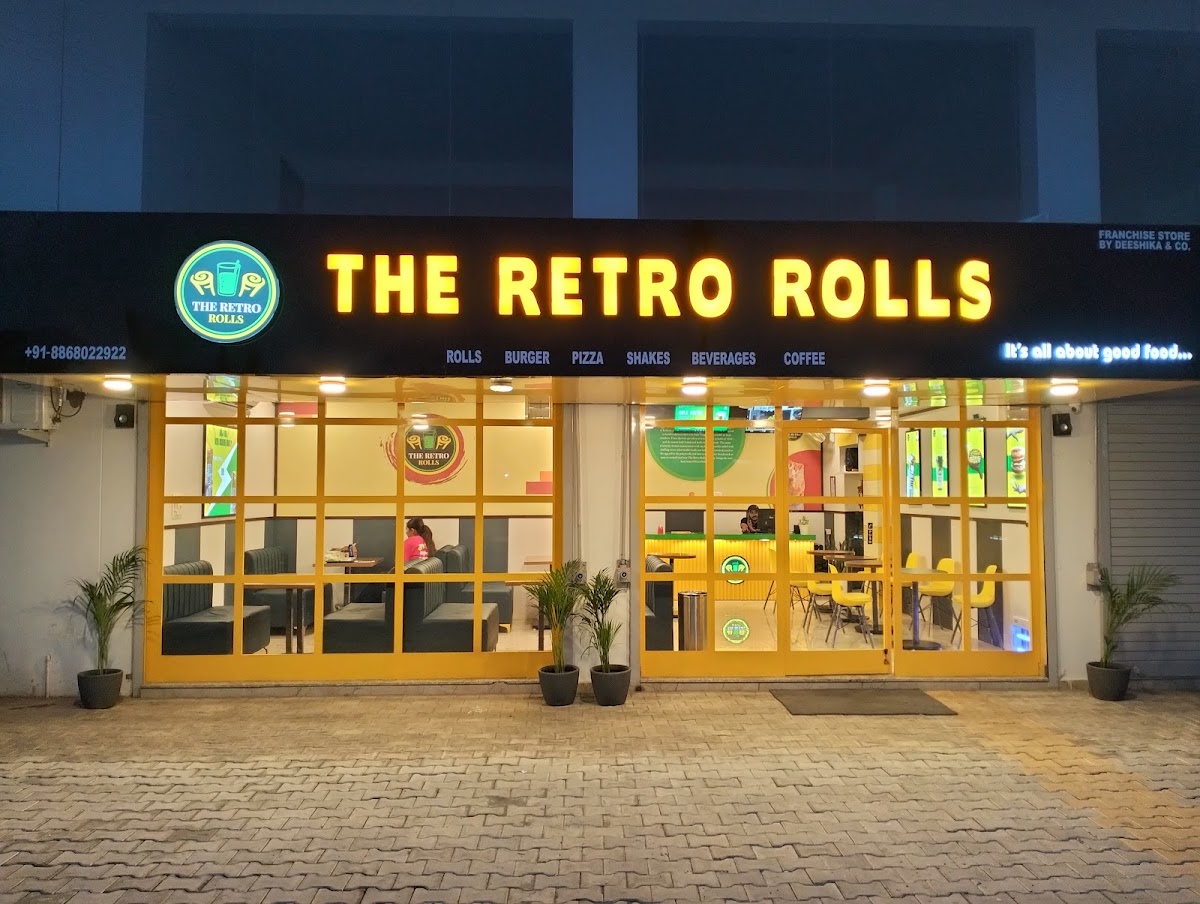 FRANCHISE STORE
BY DEESHIKA & CO.
THE RETRO ROLLS
THE RETRO
ROLLS
+91-8868022922
ROLLS BURGER PIZZA SHAKES BEVERAGES COFFEE
It's all about good food...
THE RETRO
ROLLS